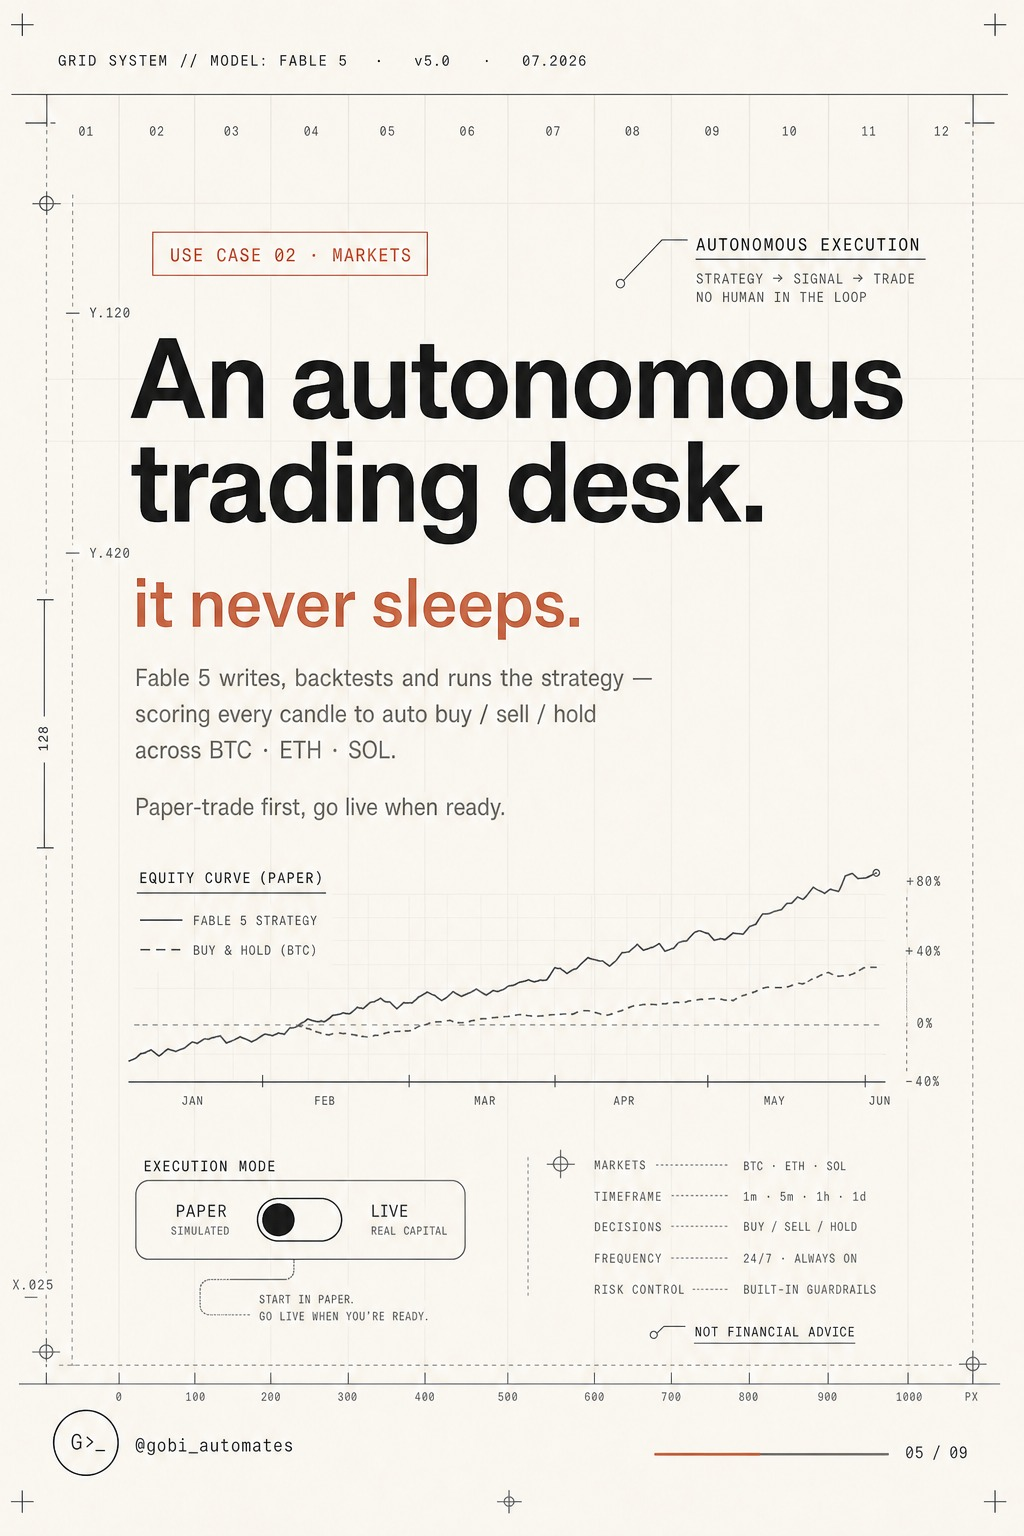 GRID SYSTEM // MODEL: FABLE 5 · v5.0 · 07.2026
01 02 03 04 05 06 07 08 09 10 11 12
USE CASE 02 · MARKETS
AUTONOMOUS EXECUTION
STRATEGY → SIGNAL → TRADE
NO HUMAN IN THE LOOP
Y.120
An autonomous
trading desk.
Y.420
it never sleeps.
128
Fable 5 writes, backtests and runs the strategy —
scoring every candle to auto buy / sell / hold
across BTC · ETH · SOL.
Paper-trade first, go live when ready.
EQUITY CURVE (PAPER)
FABLE 5 STRATEGY
BUY & HOLD (BTC)
+80%
+40%
0%
-40%
JAN FEB MAR APR MAY JUN
EXECUTION MODE
PAPER
SIMULATED
LIVE
REAL CAPITAL
START IN PAPER.
GO LIVE WHEN YOU'RE READY.
MARKETS BTC · ETH · SOL
TIMEFRAME 1m · 5m · 1h · 1d
DECISIONS BUY / SELL / HOLD
FREQUENCY 24/7 · ALWAYS ON
RISK CONTROL BUILT-IN GUARDRAILS
NOT FINANCIAL ADVICE
X.025
0 100 200 300 400 500 600 700 800 900 1000 PX
G>_
@gobi_automates
05 / 09